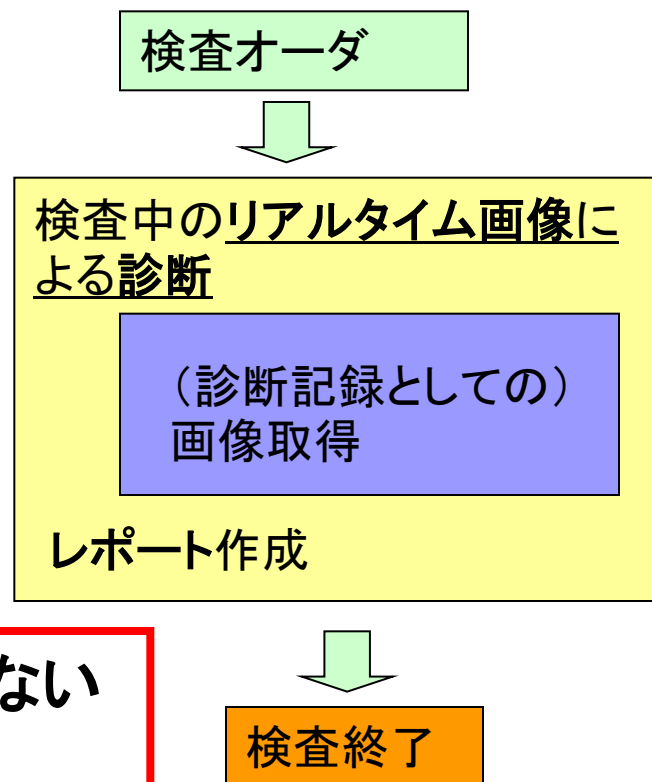 検査オーダ
検査中のリアルタイム画像に
よる診断
（診断記録としての）
画像取得
レポート作成
ない
検査終了